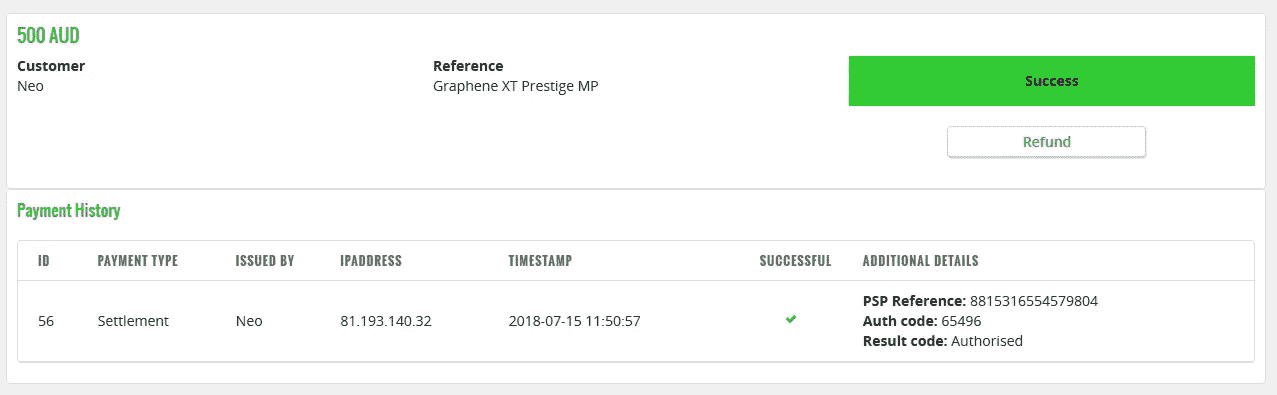 500 AUD
Customer
Neo
Reference
Graphene XT Prestige MP
Success
Refund
Payment History
ID PAYMENT TYPE ISSUED BY IPADDRESS TIMESTAMP SUCCESSFUL ADDITIONAL DETAILS
56 Settlement Neo 81.193.140.32 2018-07-15 11:50:57
PSP Reference: 8815316554579804
Auth code: 65496
Result code: Authorised